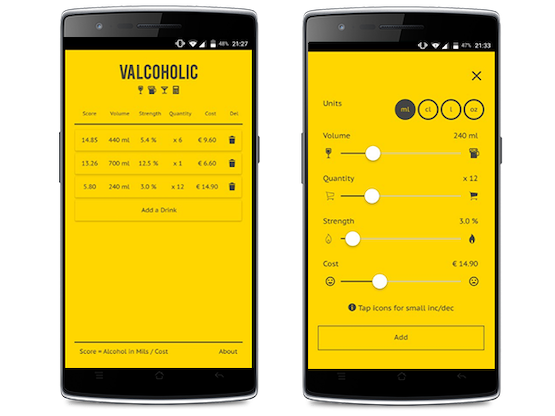 48% 21:27
VALCOHOLIC
Score Volume Strength Quantity Cost Del
14.85 440 ml 5.4 % x 6 € 9.60
13.26 700 ml 12.5 % x 1 € 6.60
5.80 240 ml 3.0 % x 12 € 14.90
Add a Drink
Score = Alcohol in Mils / Cost About
47% 21:33
Units ml cl l oz
Volume 240 ml
Quantity x 12
Strength 3.0 %
Cost € 14.90
Tap icons for small inc/dec
Add